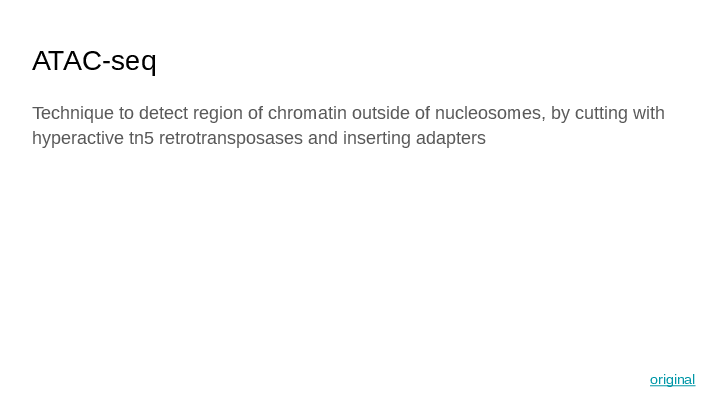 ATAC-seq
Technique to detect region of chromatin outside of nucleosomes, by cutting with
hyperactive tn5 retrotransposases and inserting adapters
original